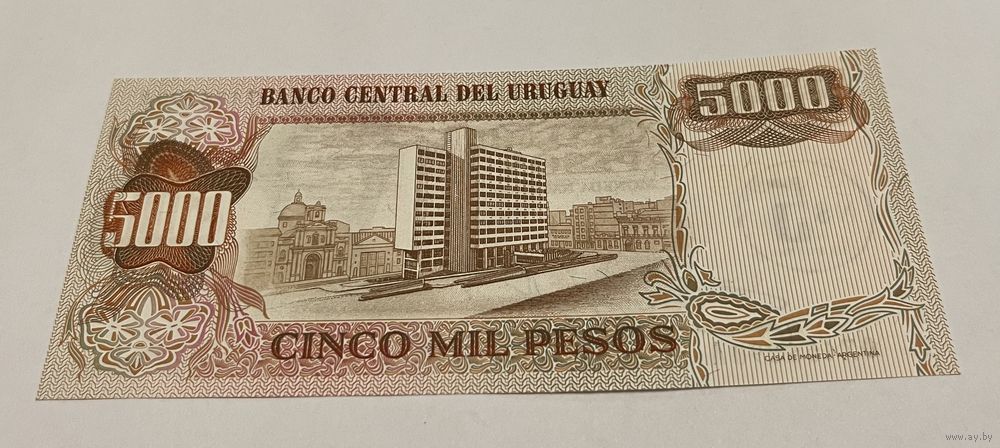 BANCO CENTRAL DEL URUGUAY
5000
5000
CINCO MIL PESOS
CASA DE MONEDA-ARGENTINA
www.ay.by